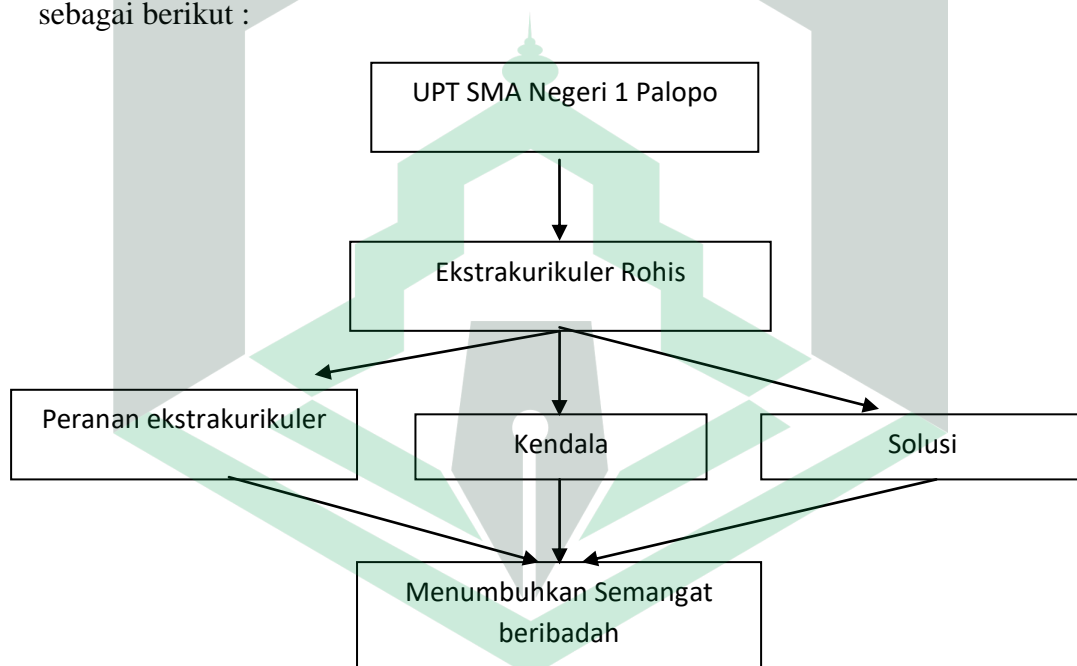 sebagai berikut :
UPT SMA Negeri 1 Palopo
Ekstrakurikuler Rohis
Peranan ekstrakurikuler
Kendala
Solusi
Menumbuhkan Semangat
beribadah